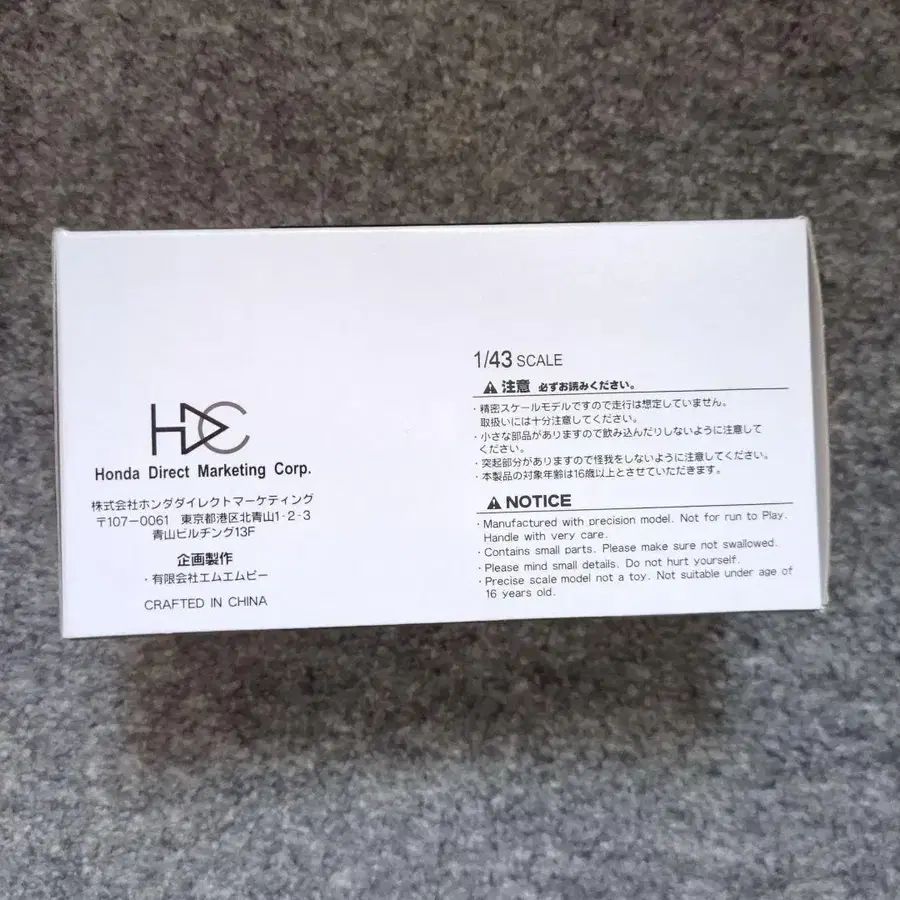 HDC
Honda Direct Marketing Corp.
株式会社ホンダダイレクトマーケティング
〒107-0061 東京都港区北青山1-2-3
青山ビルヂング13F
企画製作
・有限会社エムエムピー
CRAFTED IN CHINA
1/43 SCALE
注意 必ずお読みください。
・精密スケールモデルですので走行は想定していません。
取扱いには十分注意してください。
・小さな部品がありますので飲み込んだりしないように注意して
ください。
・突起部分がありますので怪我をしないように注意してください。
・本製品の対象年齢は16歳以上とさせていただきます。
NOTICE
・Manufactured with precision model. Not for run to Play.
Handle with very care.
・Contains small parts. Please make sure not swallowed.
・Please mind small details. Do not hurt yourself.
・Precise scale model not a toy. Not suitable under age of
16 years old.